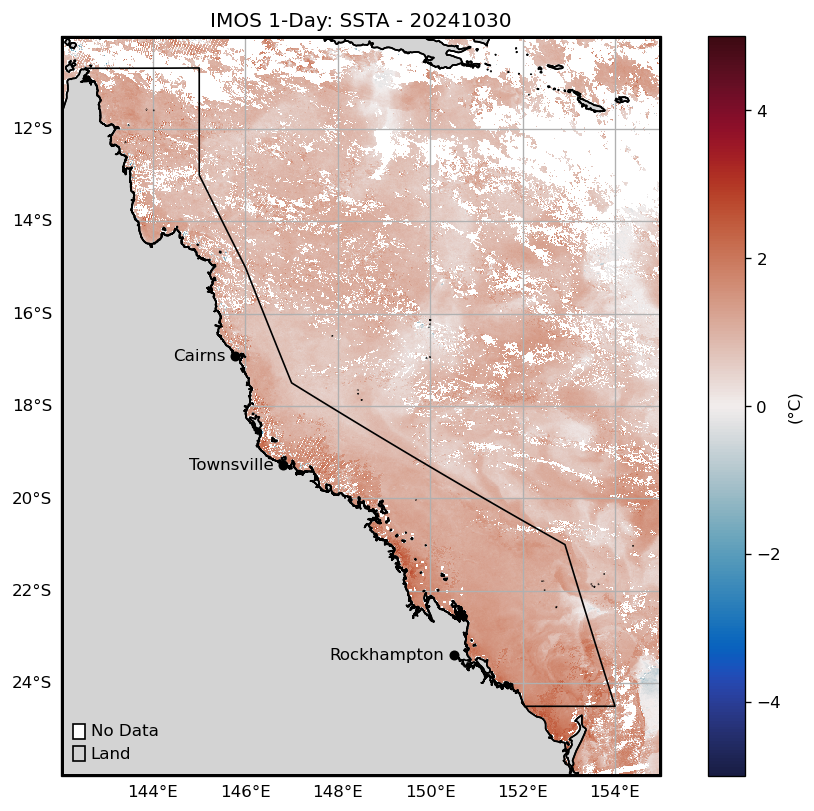 IMOS 1-Day: SSTA - 20241030
12°S
14°S
16°S
18°S
20°S
22°S
24°S
Cairns
Townsville
Rockhampton
No Data
Land
144°E
146°E
148°E
150°E
152°E
154°E
4
2
0
−2
−4
(°C)